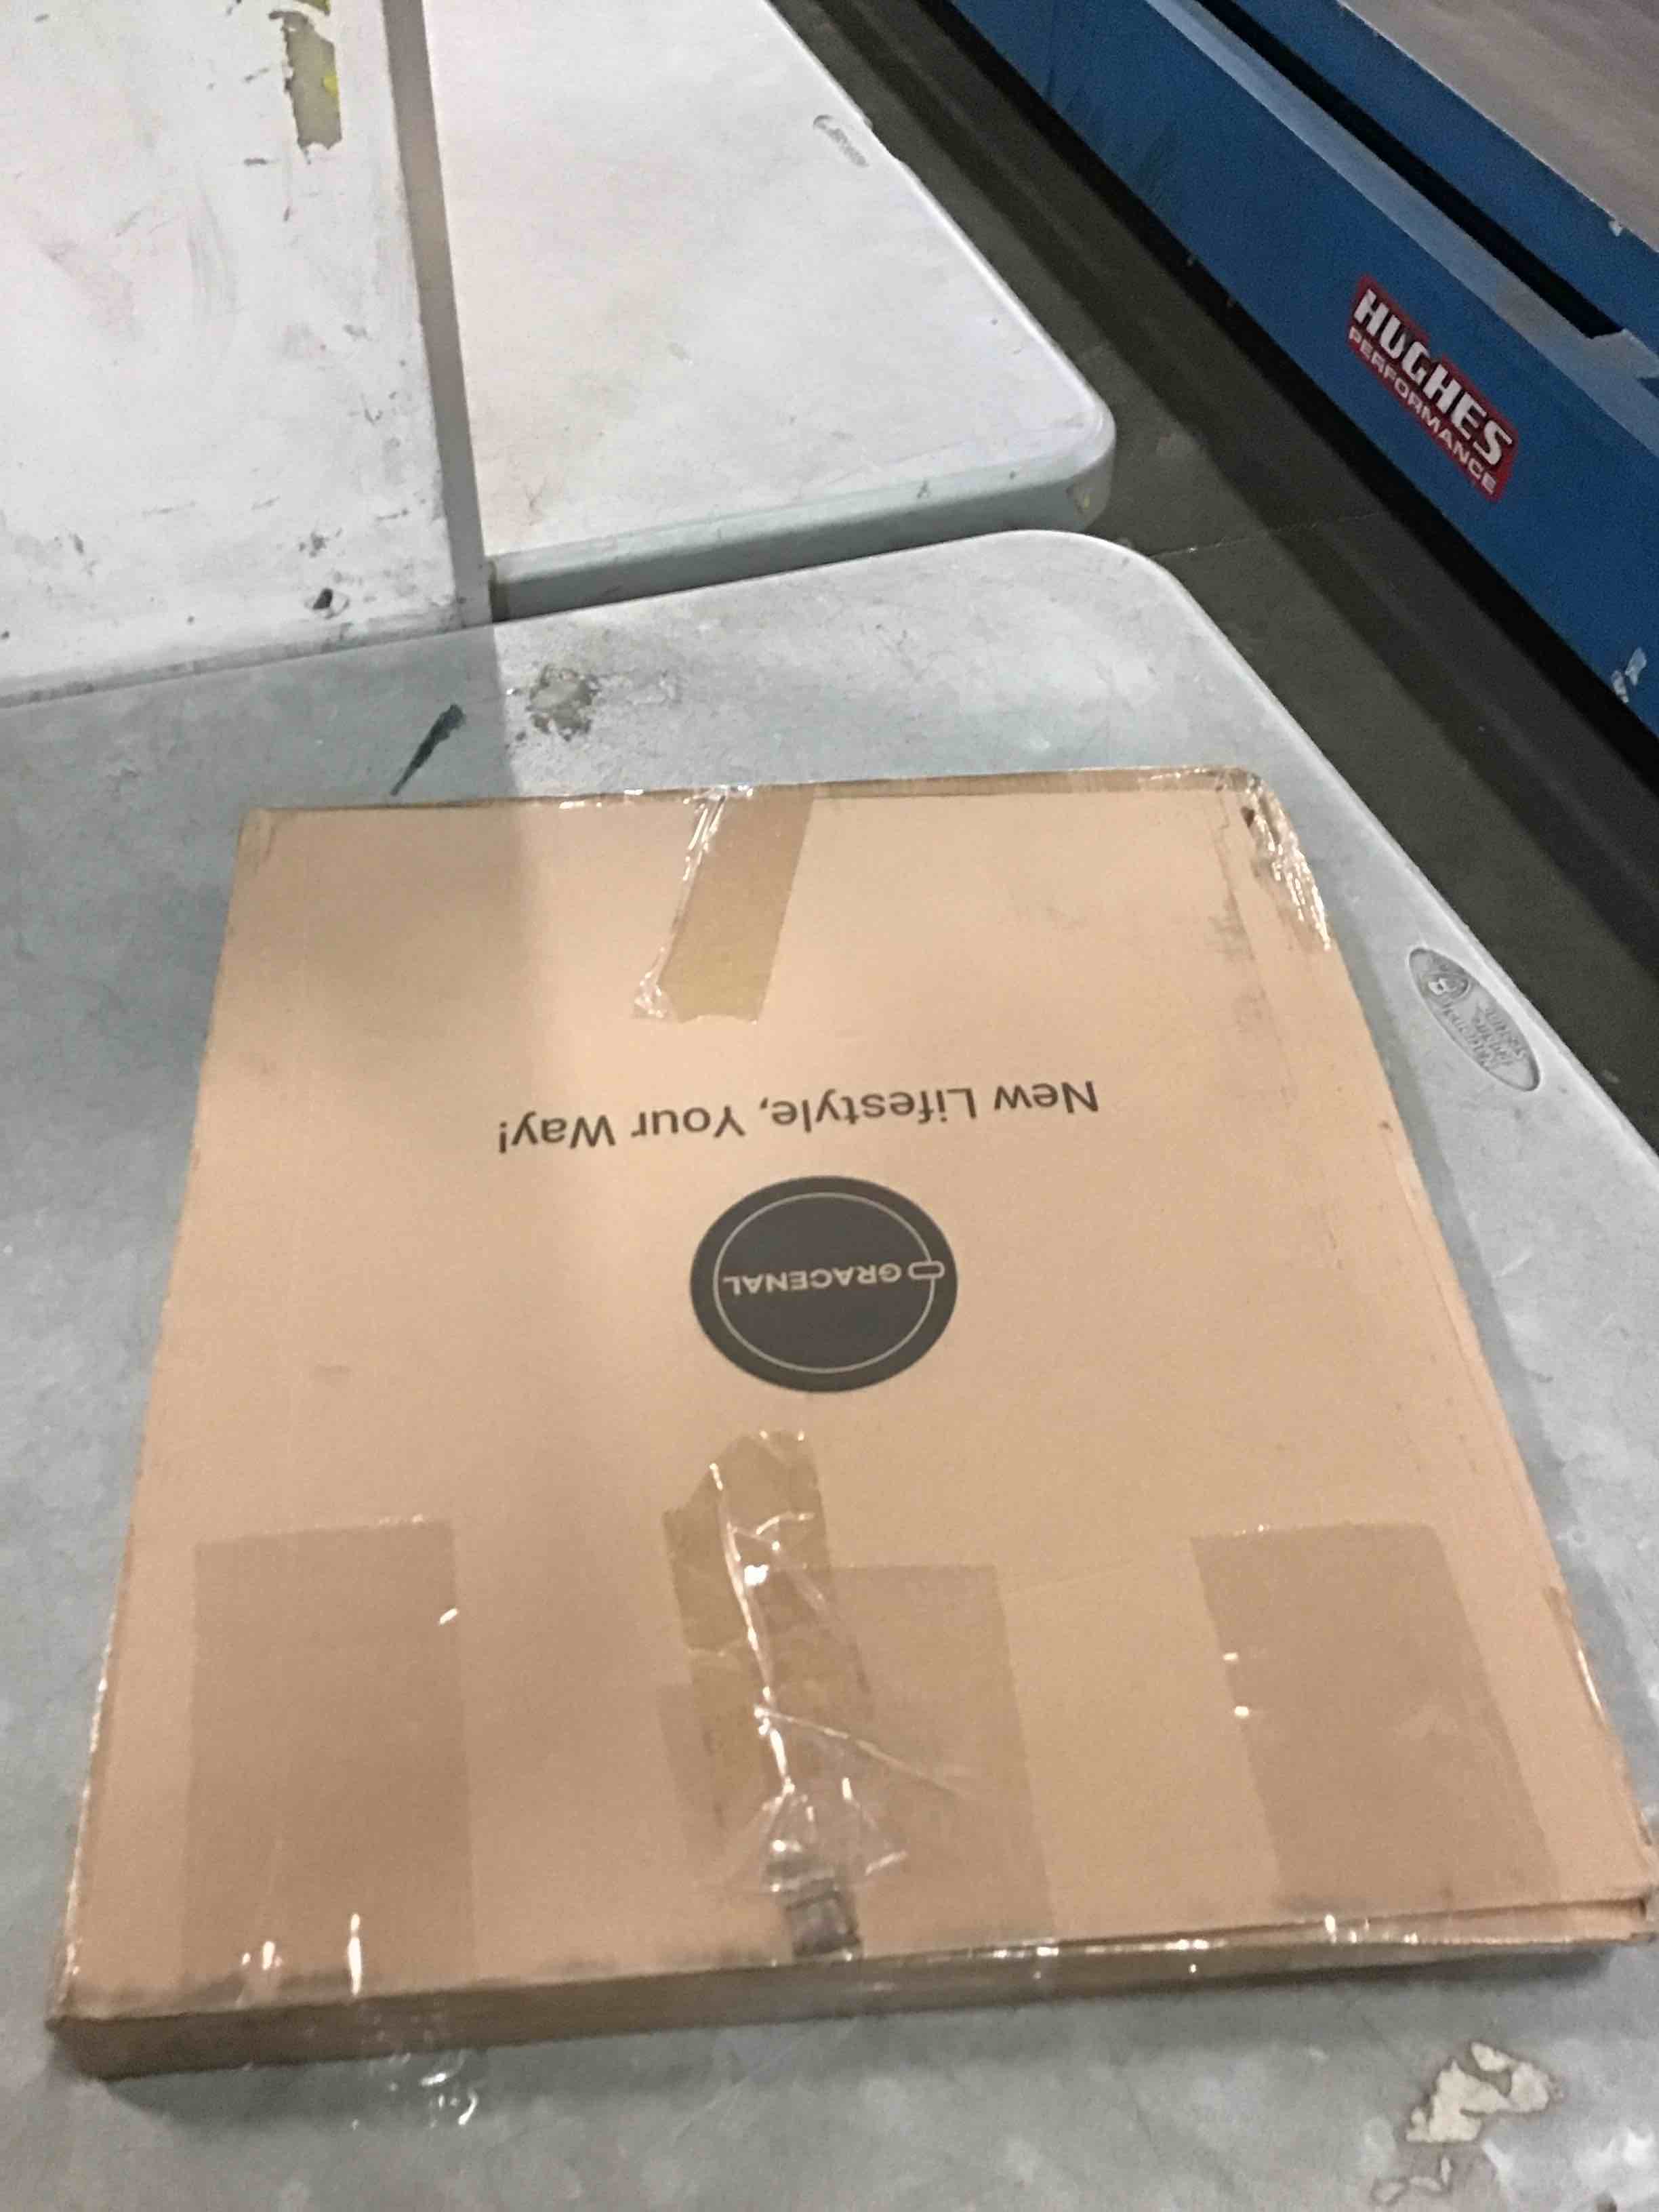 HUGHES
PERFORMANCE
New Lifestyle, Your Way!
GRACENAL